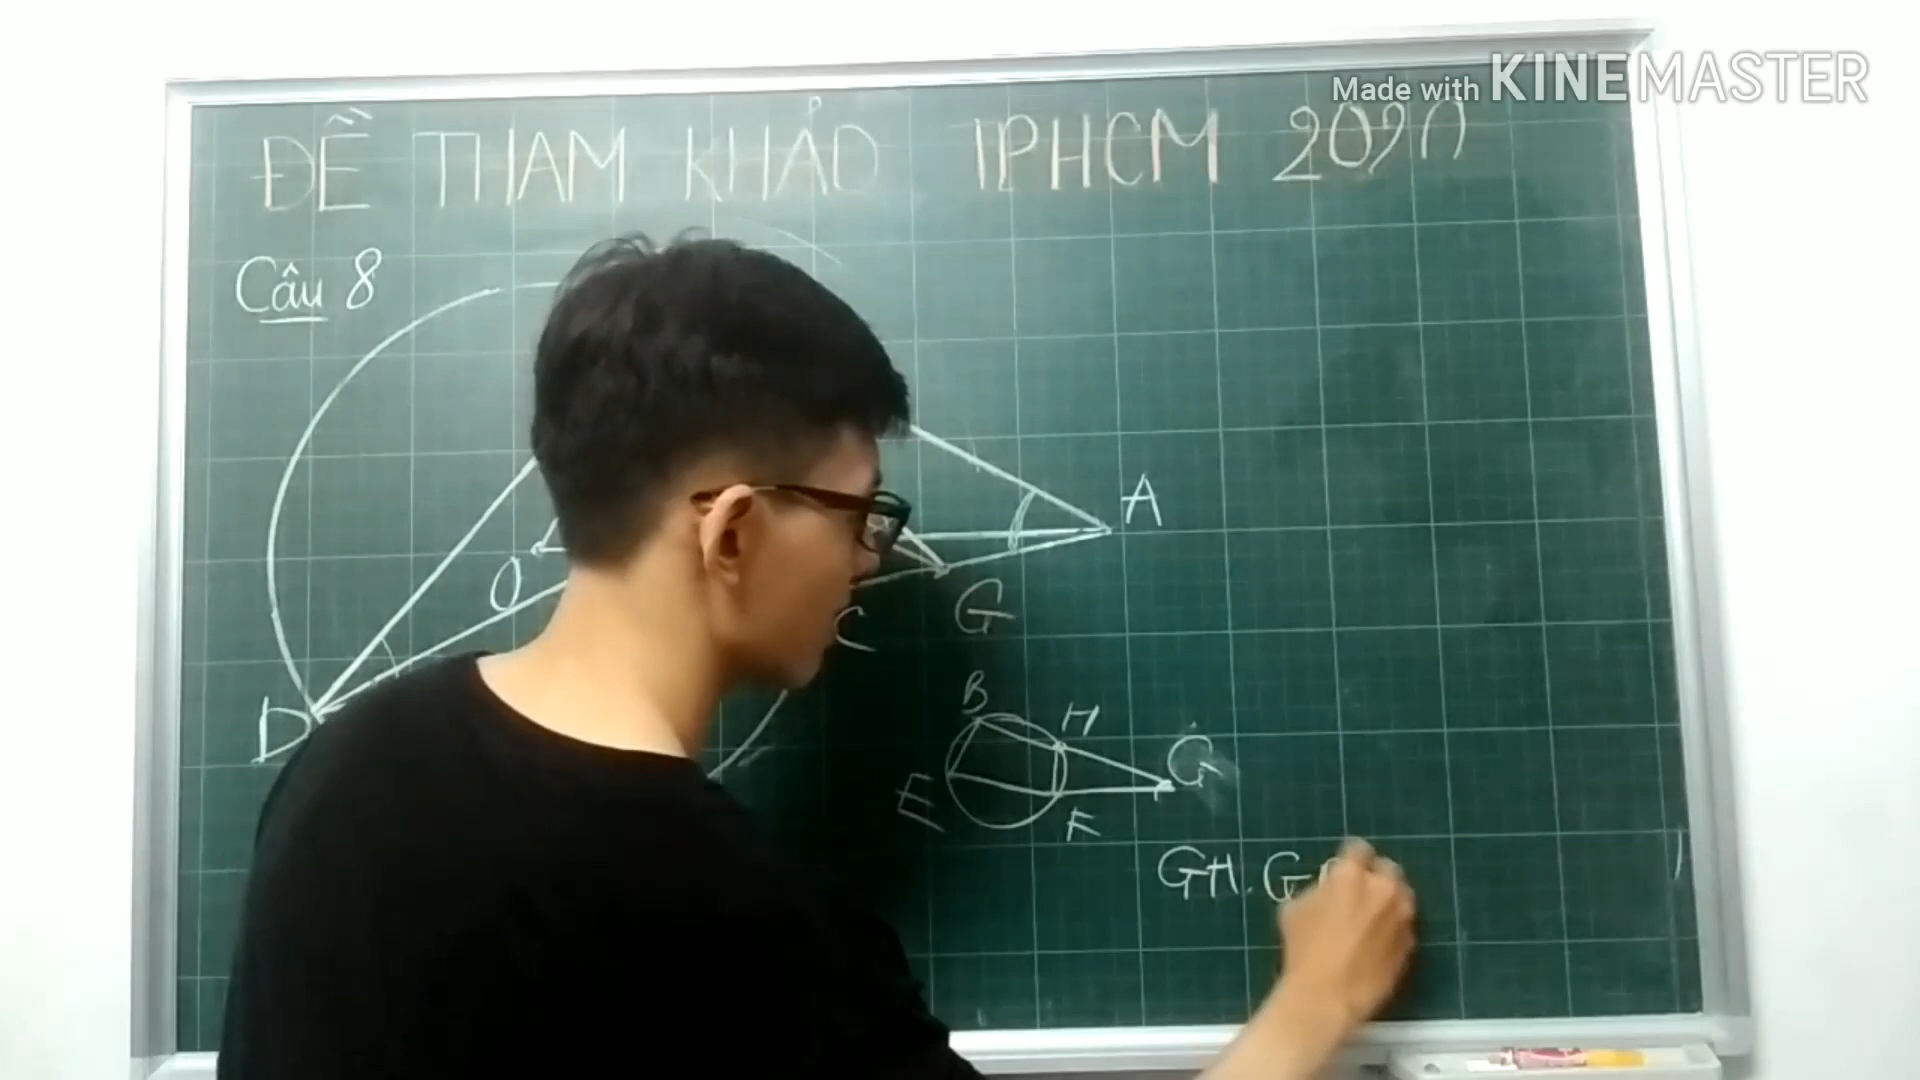 Made with KINEMASTER
ĐỀ THAM KHẢO TPHCM 2020
Câu 8
A
O
C
G
D
B
H
G
E
F
GH.G